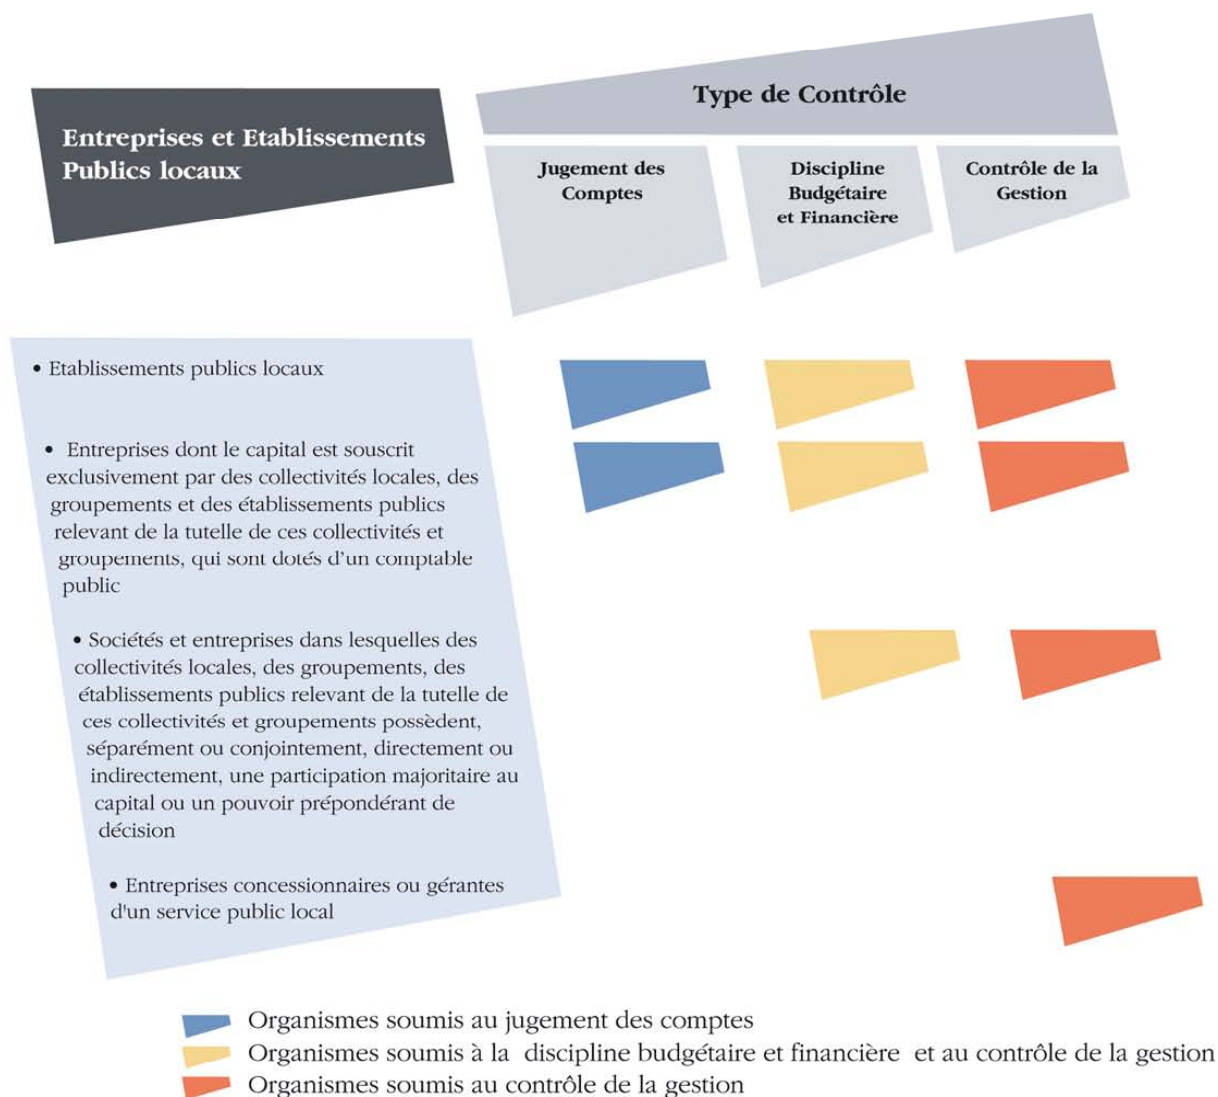 Entreprises et Etablissements
Publics locaux
Type de Contrôle
Jugement des
Comptes
Discipline
Budgétaire
et Financière
Contrôle de la
Gestion
• Etablissements publics locaux
• Entreprises dont le capital est souscrit
exclusivement par des collectivités locales, des
groupements et des établissements publics
relevant de la tutelle de ces collectivités et
groupements, qui sont dotés d'un comptable
public
• Sociétés et entreprises dans lesquelles des
collectivités locales, des groupements, des
établissements publics relevant de la tutelle de
ces collectivités et groupements possèdent,
séparément ou conjointement, directement ou
indirectement, une participation majoritaire au
capital ou un pouvoir prépondérant de
décision
• Entreprises concessionnaires ou gérantes
d'un service public local
Organismes soumis au jugement des comptes
Organismes soumis à la discipline budgétaire et financière et au contrôle de la gestion
Organismes soumis au contrôle de la gestion